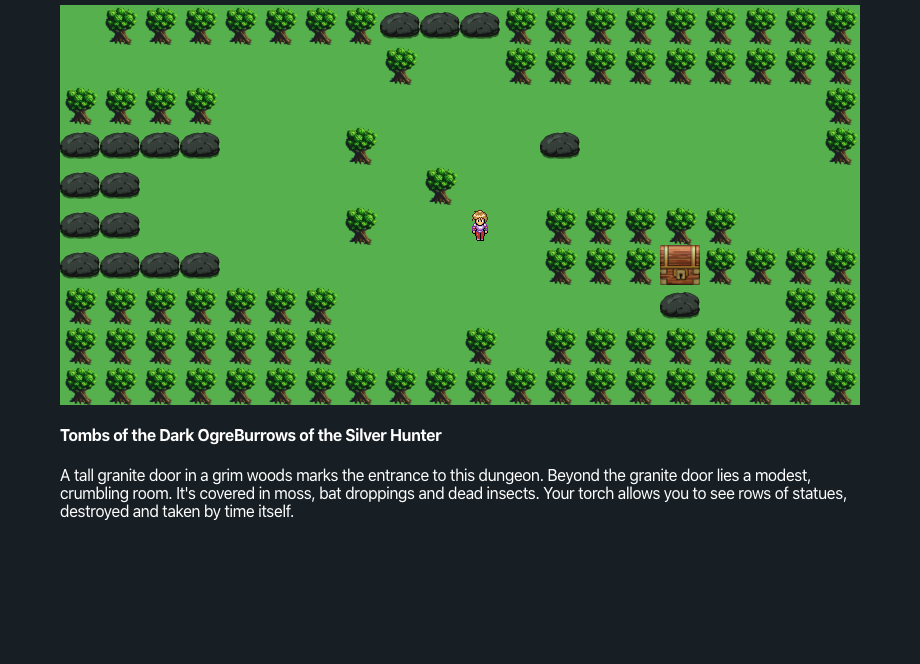 Tombs of the Dark OgreBurrows of the Silver Hunter
A tall granite door in a grim woods marks the entrance to this dungeon. Beyond the granite door lies a modest,
crumbling room. It's covered in moss, bat droppings and dead insects. Your torch allows you to see rows of statues,
destroyed and taken by time itself.